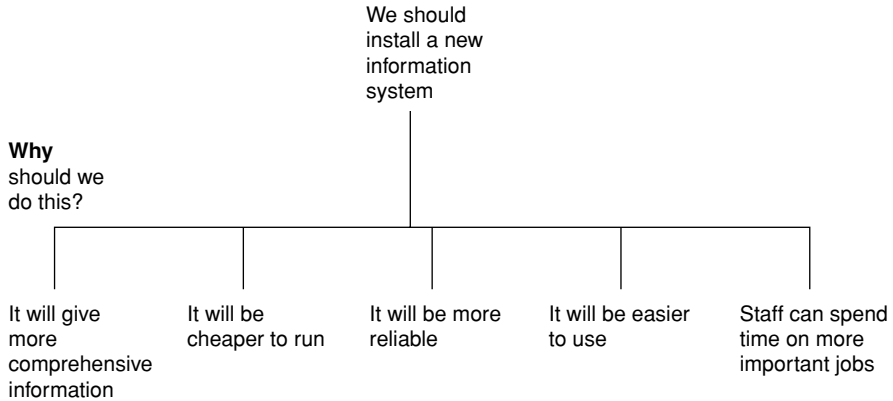 We should
install a new
information
system
Why
should we
do this?
It will give
more
comprehensive
information
It will be
cheaper to run
It will be more
reliable
It will be easier
to use
Staff can spend
time on more
important jobs